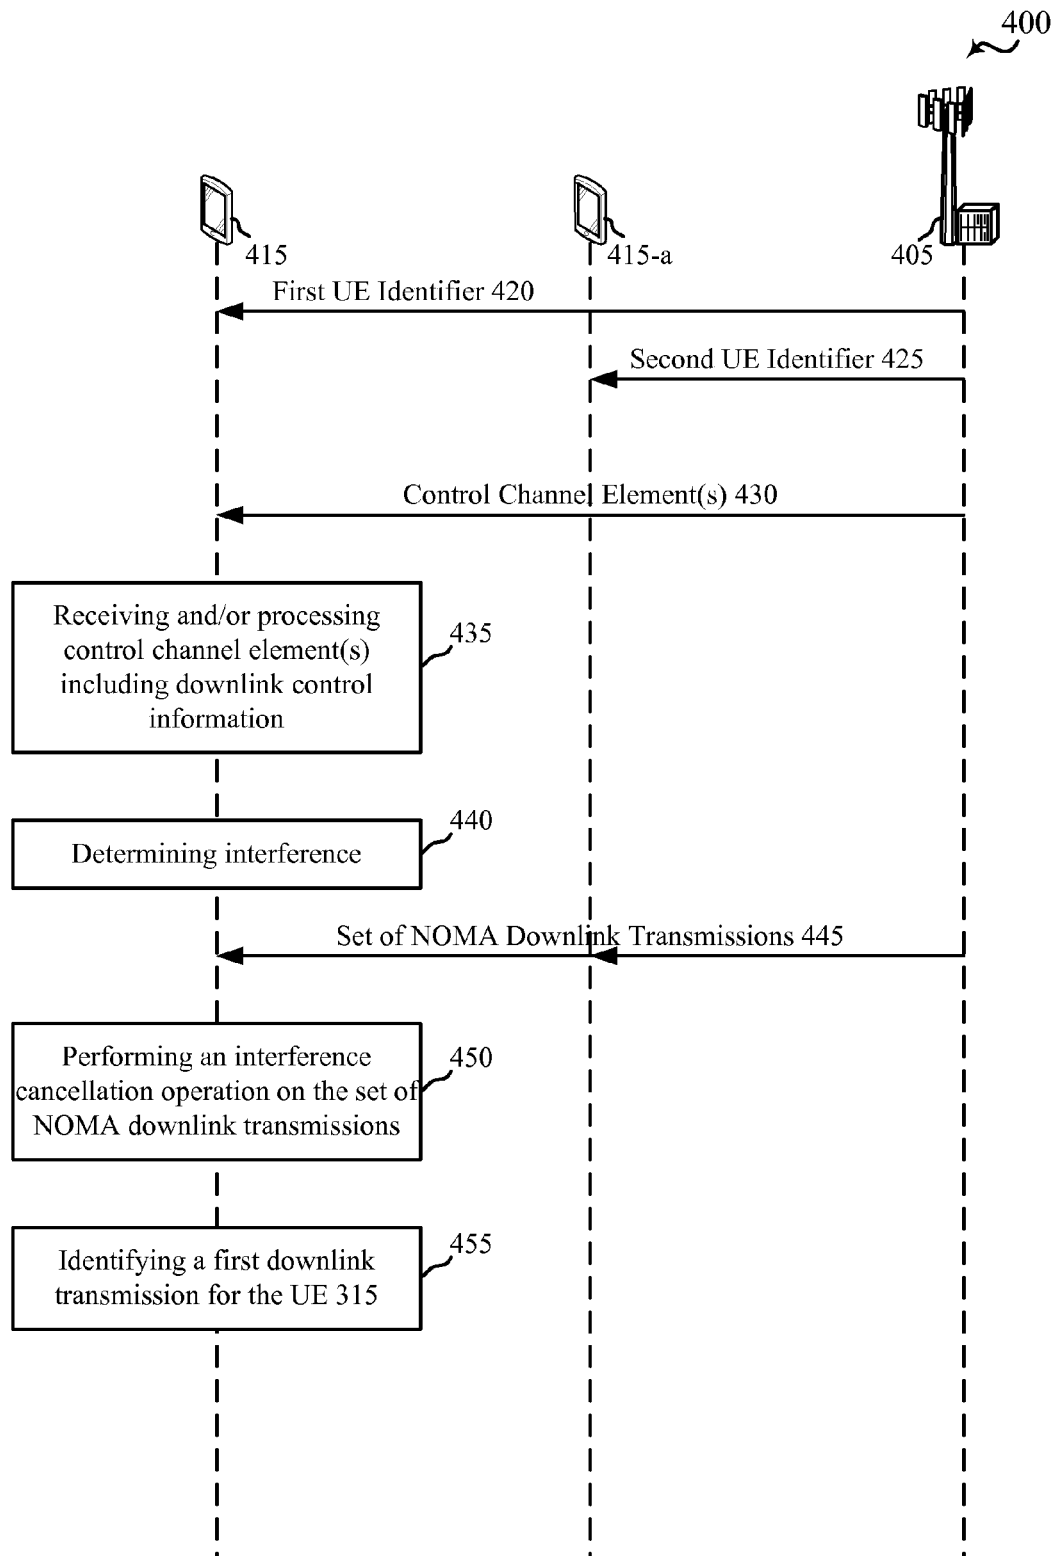 400
415
415-a
405
First UE Identifier 420
Second UE Identifier 425
Control Channel Element(s) 430
Receiving and/or processing
control channel element(s)
including downlink control
information
435
Determining interference
440
Set of NOMA Downlink Transmissions 445
Performing an interference
cancellation operation on the set of
NOMA downlink transmissions
450
Identifying a first downlink
transmission for the UE 315
455